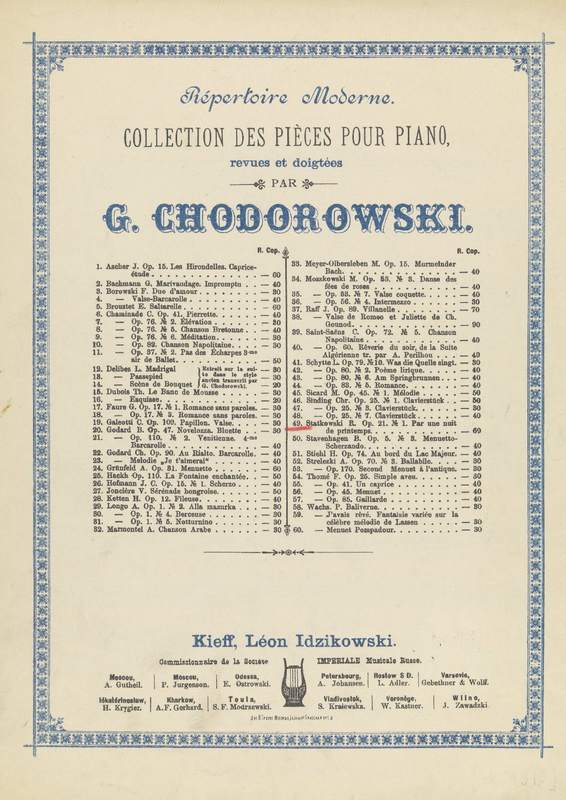 Répertoire Moderne.
COLLECTION DES PIÈCES POUR PIANO,
revues et doigtées
PAR
G. CHODOROWSKI.
R. Cop.
1. Ascher J. Op. 15. Les Hirondelles. Caprice-
étude — 60
2. Bachmann G. Marivaudage. Impromptu — 40
3. Borowski F. Due d'amour — 30
4. — Valse-Barcarolle — 40
5. Broustet E. Saltarelle — 60
6. Chaminade C. Op. 41. Pierrette — 40
7. — Op. 76. № 2. Élévation — 30
8. — Op. 76. № 5. Chanson Bretonne — 40
9. — Op. 76. № 6. Méditation — 30
10. — Op. 82. Chanson Napolitaine — 30
11. — Op. 37. № 2. Pas des Écharpes 3-me
air de Ballet — 50
12. Delibes L. Madrigal — 30
13. — Passepied — 30
14. — Scène de Bouquet — 20
Extrait sur la sui-
te dans le style
ancien transcrit par
G. Chodorowski.
15. Dubois Th. Le Banc de Mousse — 30
16. — Esquisse — 30
17. Faure G. Op. 17. № 1. Romance sans paroles. — 30
18. — Op. 17. № 3. Romance sans paroles. — 30
19. Galeotti C. Op. 109. Papillon. Valse — 30
20. Godard B. Op. 47. Novelozza. Bleette — 30
21. — Op. 110. № 2. Vénitienne. 4-me
Barcarolle — 40
22. Godard Ch. Op. 90. Au Rialto. Barcarolle. — 40
23. — Mélodie „Je t'aimerai" — 30
24. Grünfeld A. Op. 31. Menuetto — 60
25. Hackh Op. 110. La Fontaine enchantée — 50
26. Hofmann J. C. Op. 15. № 1. Scherzo — 40
27. Joncière V. Sérénade hongroise — 50
28. Ketten H. Op. 12. Fileuse — 40
29. Longo A. Op. 1. № 2. Alla mazurka — 30
30. — Op. 1. № 4. Berceuse — 30
31. — Op. 1. № 5. Notturnino — 30
32. Marmontel A. Chanson Arabe — 30
R. Cop.
33. Meyer-Olbersleben M. Op. 15. Murmelnder
Bach — 40
34. Moszkowski M. Op. 53. № 3. Danse des
fées de roses — 40
35. — Op. 53. № 7. Valse coquette — 40
36. — Op. 56. № 4. Intermezzo — 30
37. Raff J. Op. 89. Villanelle — 70
38. — Valse de Romeo et Juliette de Ch.
Gounod — 90
39. Saint-Saëns C. Op. 72. № 5. Chanson
Napolitaine — 40
40. — Op. 60. Rêverie du soir, de la Suite
Algérienne tr. par A. Perilhou — 40
41. Schytte L. Op. 79. № 10. Was die Quelle singt. — 30
42. — Op. 80. № 2. Poème lirique — 40
43. — Op. 80. № 6. Am Springbrunnen — 40
44. — Op. 83. № 5. Romance — 40
45. Sicard M. Op. 45. № 1. Mélodie — 50
46. Sinding Chr. Op. 25. № 1. Clavierstück — 50
47. — Op. 25. № 3. Clavierstück — 30
48. — Op. 25. № 7. Clavierstück — 40
49. Statkowski R. Op. 21. № 1. Par une nuit
de printemps — 60
50. Stavenhagen B. Op. 5. № 3. Menuetto-
Scherzando — 40
51. Stiehl H. Op. 74. Au bord du Lac Majeur. — 40
52. Strelezki A. Op. 70. № 3. Ballabile — 30
53. — Op. 170. Second Menuet à l'antique. — 30
54. Thomé F. Op. 25. Simple aveu — 30
55. — Op. 41. Un caprice — 40
56. — Op. 45. Menuet — 40
57. — Op. 85. Gaillarde — 40
58. Wachs. P. Baliverne — 30
59. — J'avais rêvé. Fantaisie variée sur la
célèbre mélodie de Lassen — 30
60. — Menuet Pompadour — 30
Kieff, Léon Idzikowski.
Commissionnaire de la Société IMPERIALE Musicale Russe.
Moscou, A. Gutheil.
Moscou, P. Jurgenson.
Odessa, E. Ostrowski.
Petersbourg, A. Johansen.
Rostow S D. L. Adler.
Varsovie, Gebethner & Wolff.
Iékatérinoslaw, H. Krygier.
Kharkow, A. F. Gerhard.
Toula, S. F. Modrzewski.
Vladivostok, S. Krajewska.
Voronège, W. Kastner.
Wilno, J. Zawadzki.